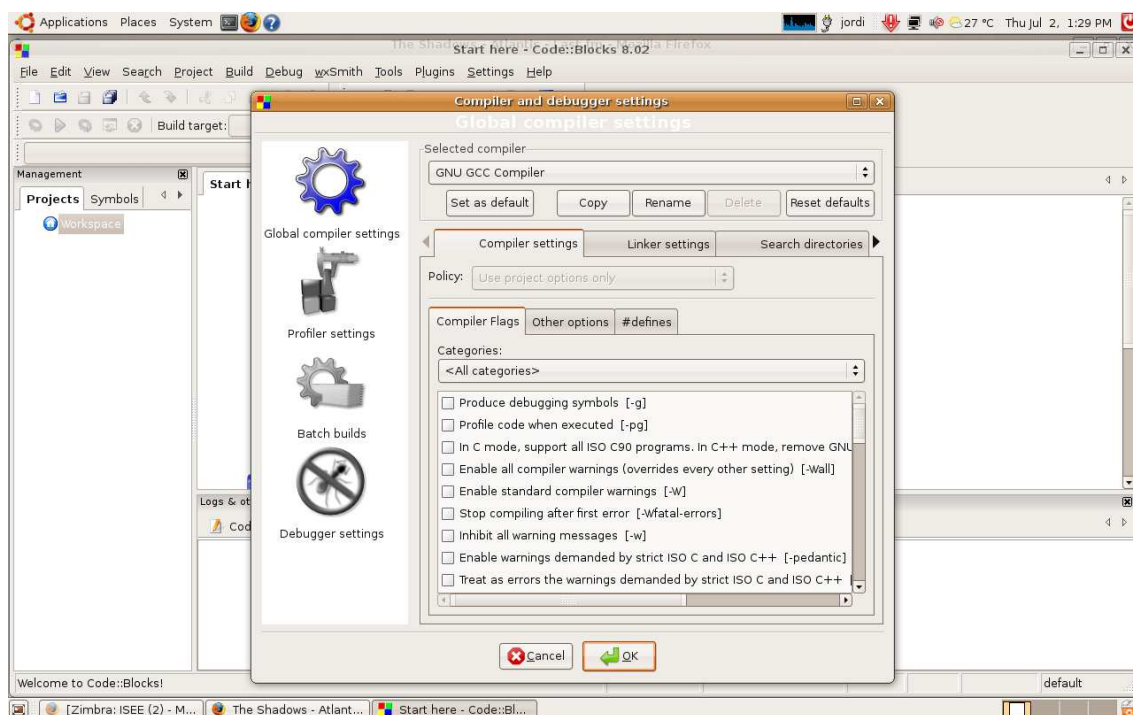 Applications Places System jordi 27 °C Thu Jul 2, 1:29 PM
Start here - Code::Blocks 8.02
File Edit View Search Project Build Debug wxSmith Tools Plugins Settings Help
Compiler and debugger settings
Global compiler settings
Build target:
Management
Projects Symbols
Workspace
Start h
Global compiler settings
Profiler settings
Batch builds
Debugger settings
Selected compiler
GNU GCC Compiler
Set as default Copy Rename Delete Reset defaults
Compiler settings Linker settings Search directories
Policy: Use project options only
Compiler Flags Other options #defines
Categories:
<All categories>
Produce debugging symbols [-g]
Profile code when executed [-pg]
In C mode, support all ISO C90 programs. In C++ mode, remove GNU
Enable all compiler warnings (overrides every other setting) [-Wall]
Enable standard compiler warnings [-W]
Stop compiling after first error [-Wfatal-errors]
Inhibit all warning messages [-w]
Enable warnings demanded by strict ISO C and ISO C++ [-pedantic]
Treat as errors the warnings demanded by strict ISO C and ISO C++ [
Logs & ot
Cod
Cancel OK
Welcome to Code::Blocks! default
[Zimbra: ISEE (2) - M... The Shadows - Atlant... Start here - Code::Bl...